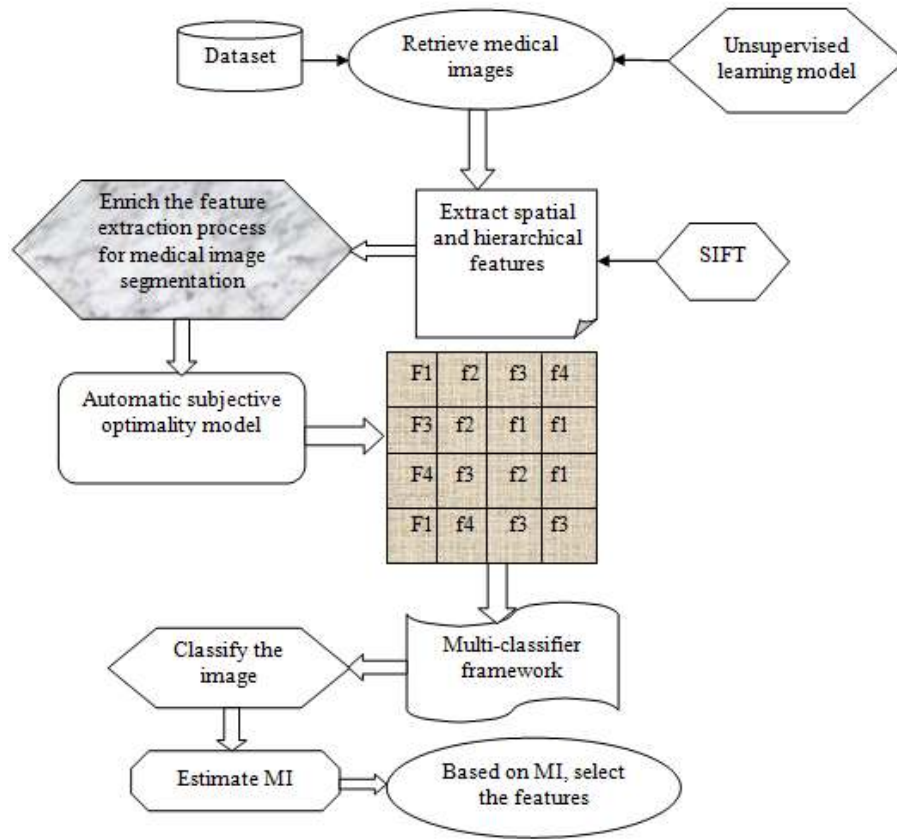 Dataset
Retrieve medical
images
Unsupervised
learning model
Enrich the feature
extraction process
for medical image
segmentation
Extract spatial
and hierarchical
features
SIFT
Automatic subjective
optimality model
F1 f2 f3 f4
F3 f2 f1 f1
F4 f3 f2 f1
F1 f4 f3 f3
Multi-classifier
framework
Classify the
image
Estimate MI
Based on MI, select
the features